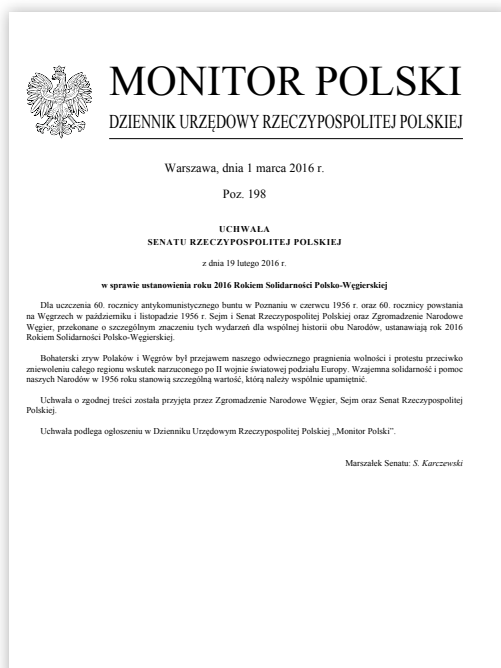 MONITOR POLSKI
DZIENNIK URZĘDOWY RZECZYPOSPOLITEJ POLSKIEJ
Warszawa, dnia 1 marca 2016 r.
Poz. 198
UCHWAŁA
SENATU RZECZYPOSPOLITEJ POLSKIEJ
z dnia 19 lutego 2016 r.
w sprawie ustanowienia roku 2016 Rokiem Solidarności Polsko-Węgierskiej
Dla uczczenia 60. rocznicy antykomunistycznego buntu w Poznaniu w czerwcu 1956 r. oraz 60. rocznicy powstania
na Węgrzech w październiku i listopadzie 1956 r. Sejm i Senat Rzeczypospolitej Polskiej oraz Zgromadzenie Narodowe
Węgier, przekonane o szczególnym znaczeniu tych wydarzeń dla wspólnej historii obu Narodów, ustanawiają rok 2016
Rokiem Solidarności Polsko-Węgierskiej.
Bohaterski zryw Polaków i Węgrów był przejawem naszego odwiecznego pragnienia wolności i protestu przeciwko
zniewoleniu całego regionu wskutek narzuconego po II wojnie światowej podziału Europy. Wzajemna solidarność i pomoc
naszych Narodów w 1956 roku stanowią szczególną wartość, którą należy wspólnie upamiętnić.
Uchwała o zgodnej treści została przyjęta przez Zgromadzenie Narodowe Węgier, Sejm oraz Senat Rzeczypospolitej
Polskiej.
Uchwała podlega ogłoszeniu w Dzienniku Urzędowym Rzeczypospolitej Polskiej „Monitor Polski”.
Marszałek Senatu: S. Karczewski